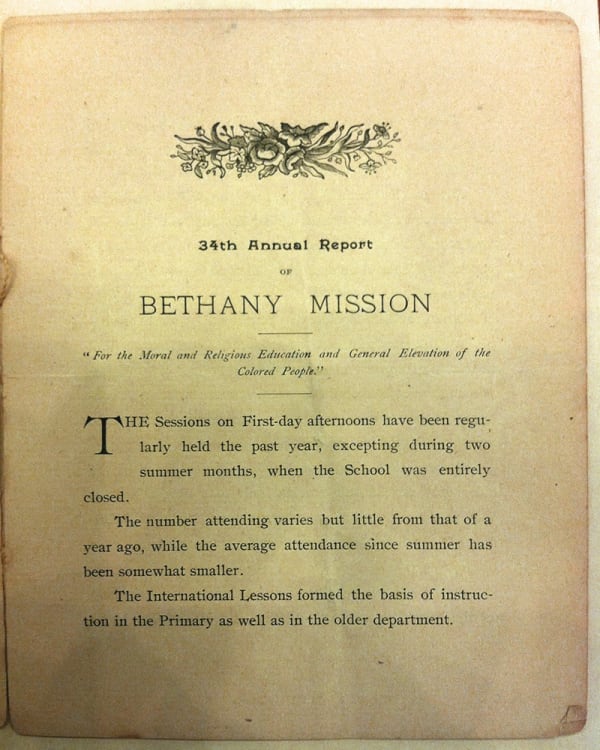 34th Annual Report
OF
BETHANY MISSION
"For the Moral and Religious Education and General Elevation of the
Colored People."
THE Sessions on First-day afternoons have been regu-
larly held the past year, excepting during two
summer months, when the School was entirely
closed.
The number attending varies but little from that of a
year ago, while the average attendance since summer has
been somewhat smaller.
The International Lessons formed the basis of instruc-
tion in the Primary as well as in the older department.